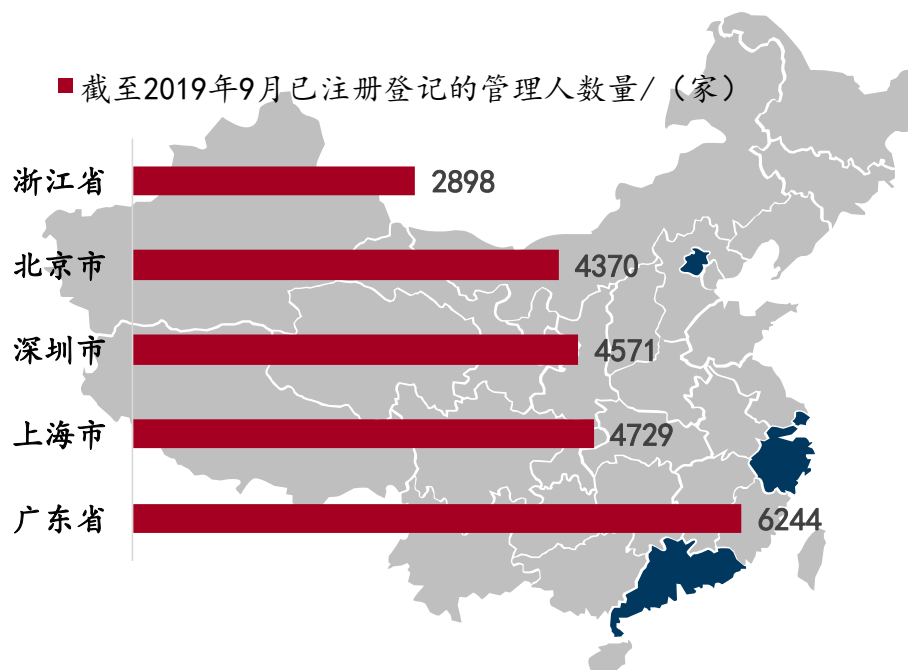 截至2019年9月已注册登记的管理人数量/（家）
浙江省 2898
北京市 4370
深圳市 4571
上海市 4729
广东省 6244